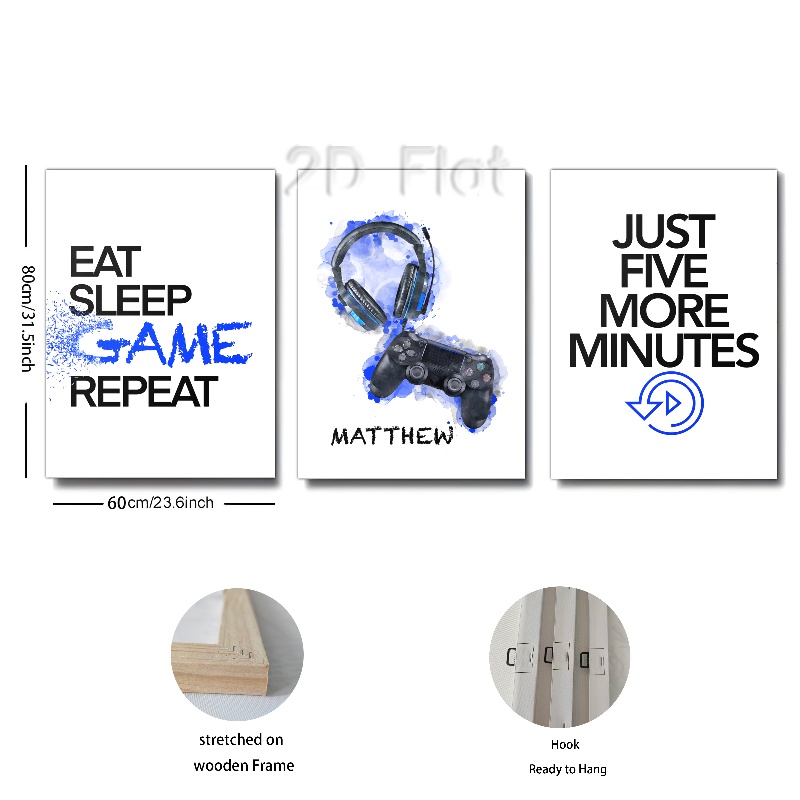 2D Flat
80cm/31.5inch
EAT
SLEEP
GAME
REPEAT
MATTHEW
JUST
FIVE
MORE
MINUTES
60cm/23.6inch
stretched on
wooden Frame
Hook
Ready to Hang